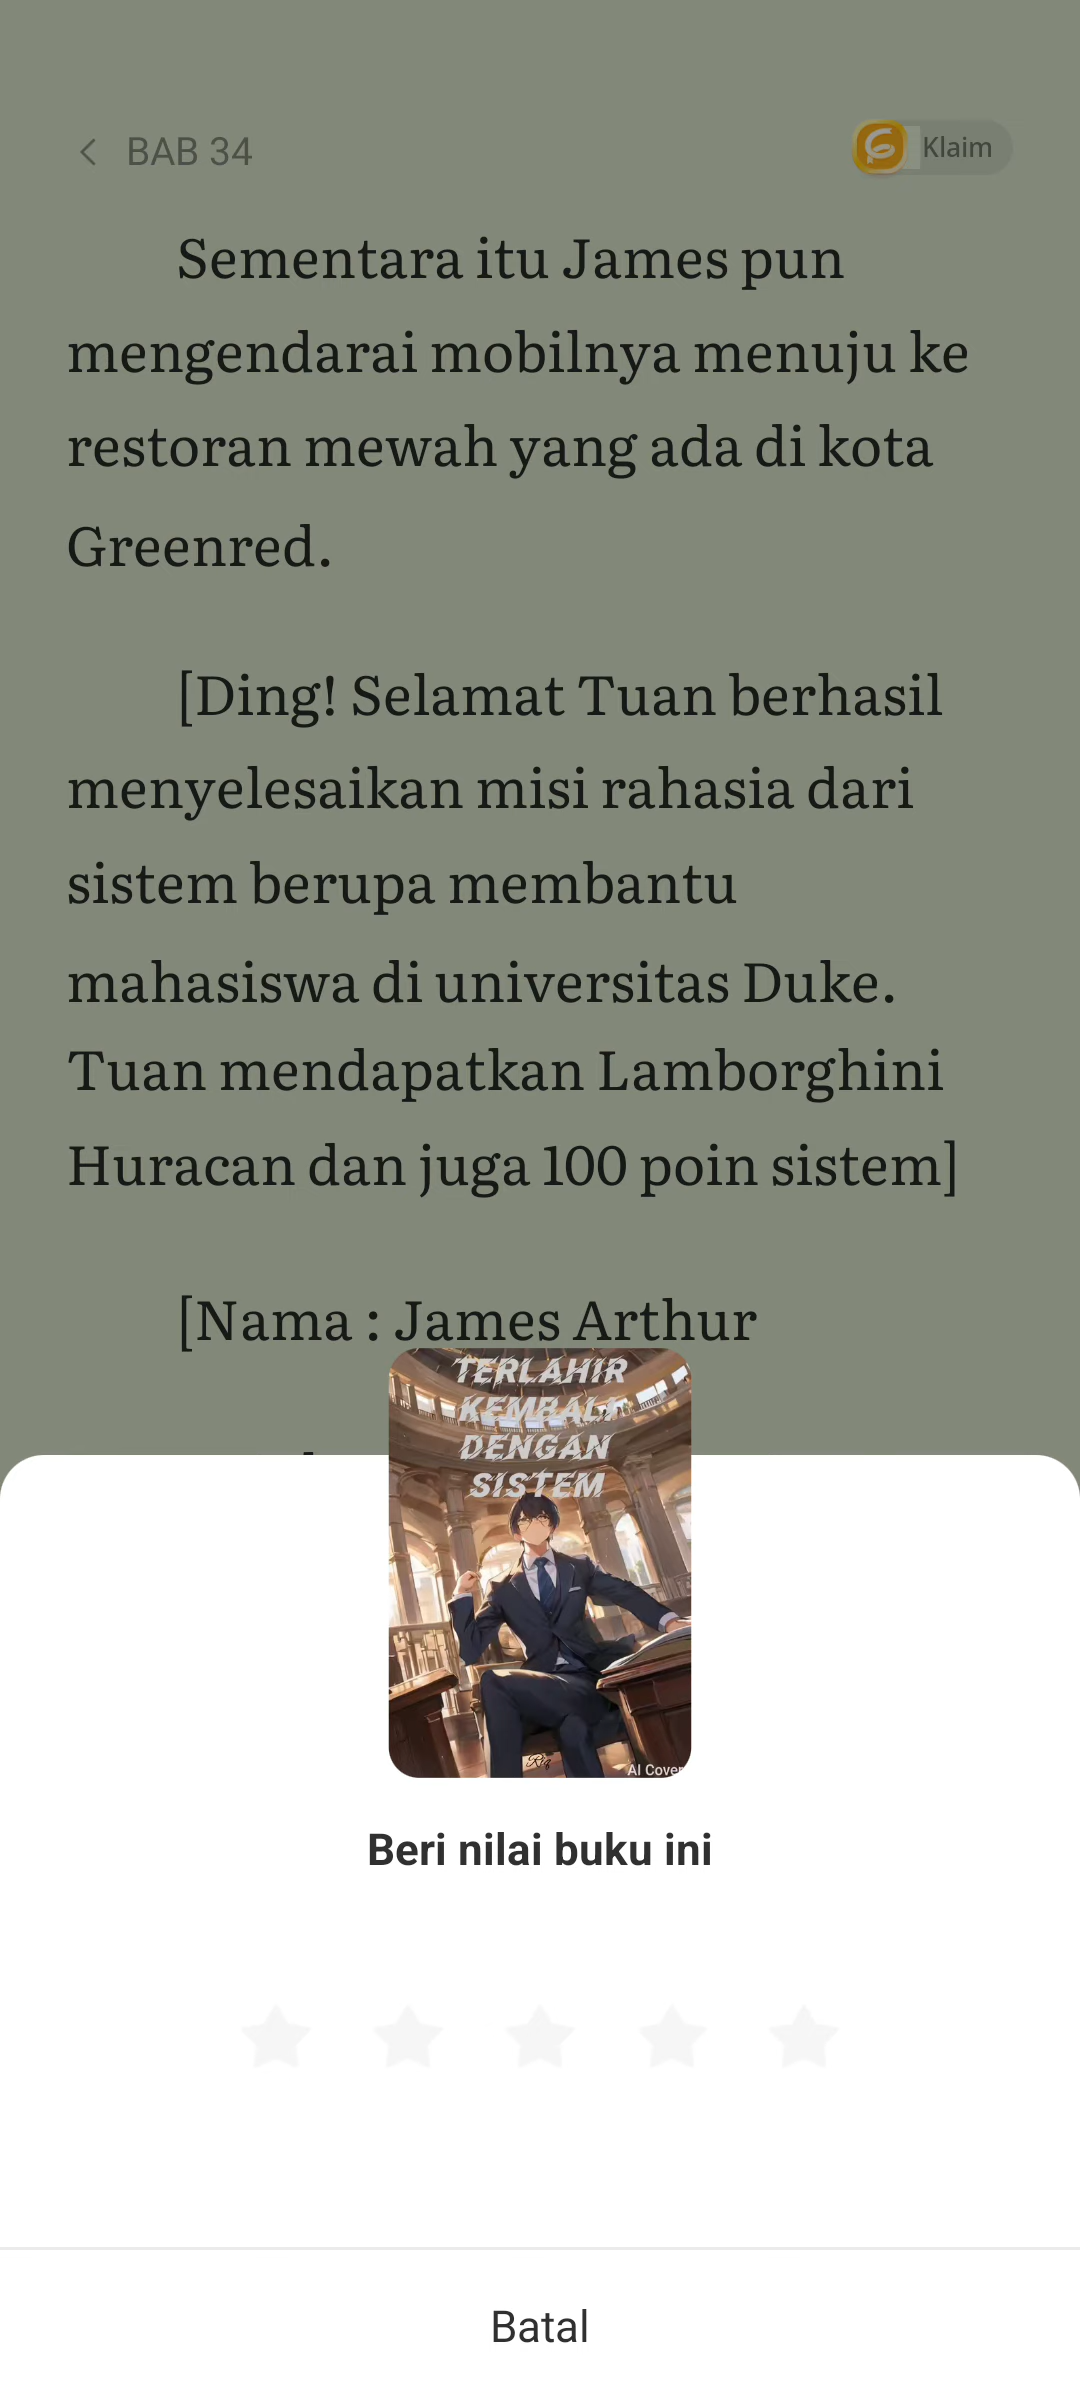 BAB 34
Klaim
Sementara itu James pun
mengendarai mobilnya menuju ke
restoran mewah yang ada di kota
Greenred.
[Ding! Selamat Tuan berhasil
menyelesaikan misi rahasia dari
sistem berupa membantu
mahasiswa di universitas Duke.
Tuan mendapatkan Lamborghini
Huracan dan juga 100 poin sistem]
[Nama : James Arthur
TERLAHIR
KEMBALI
DENGAN
SISTEM
Riq
AI Cover
Beri nilai buku ini
Batal